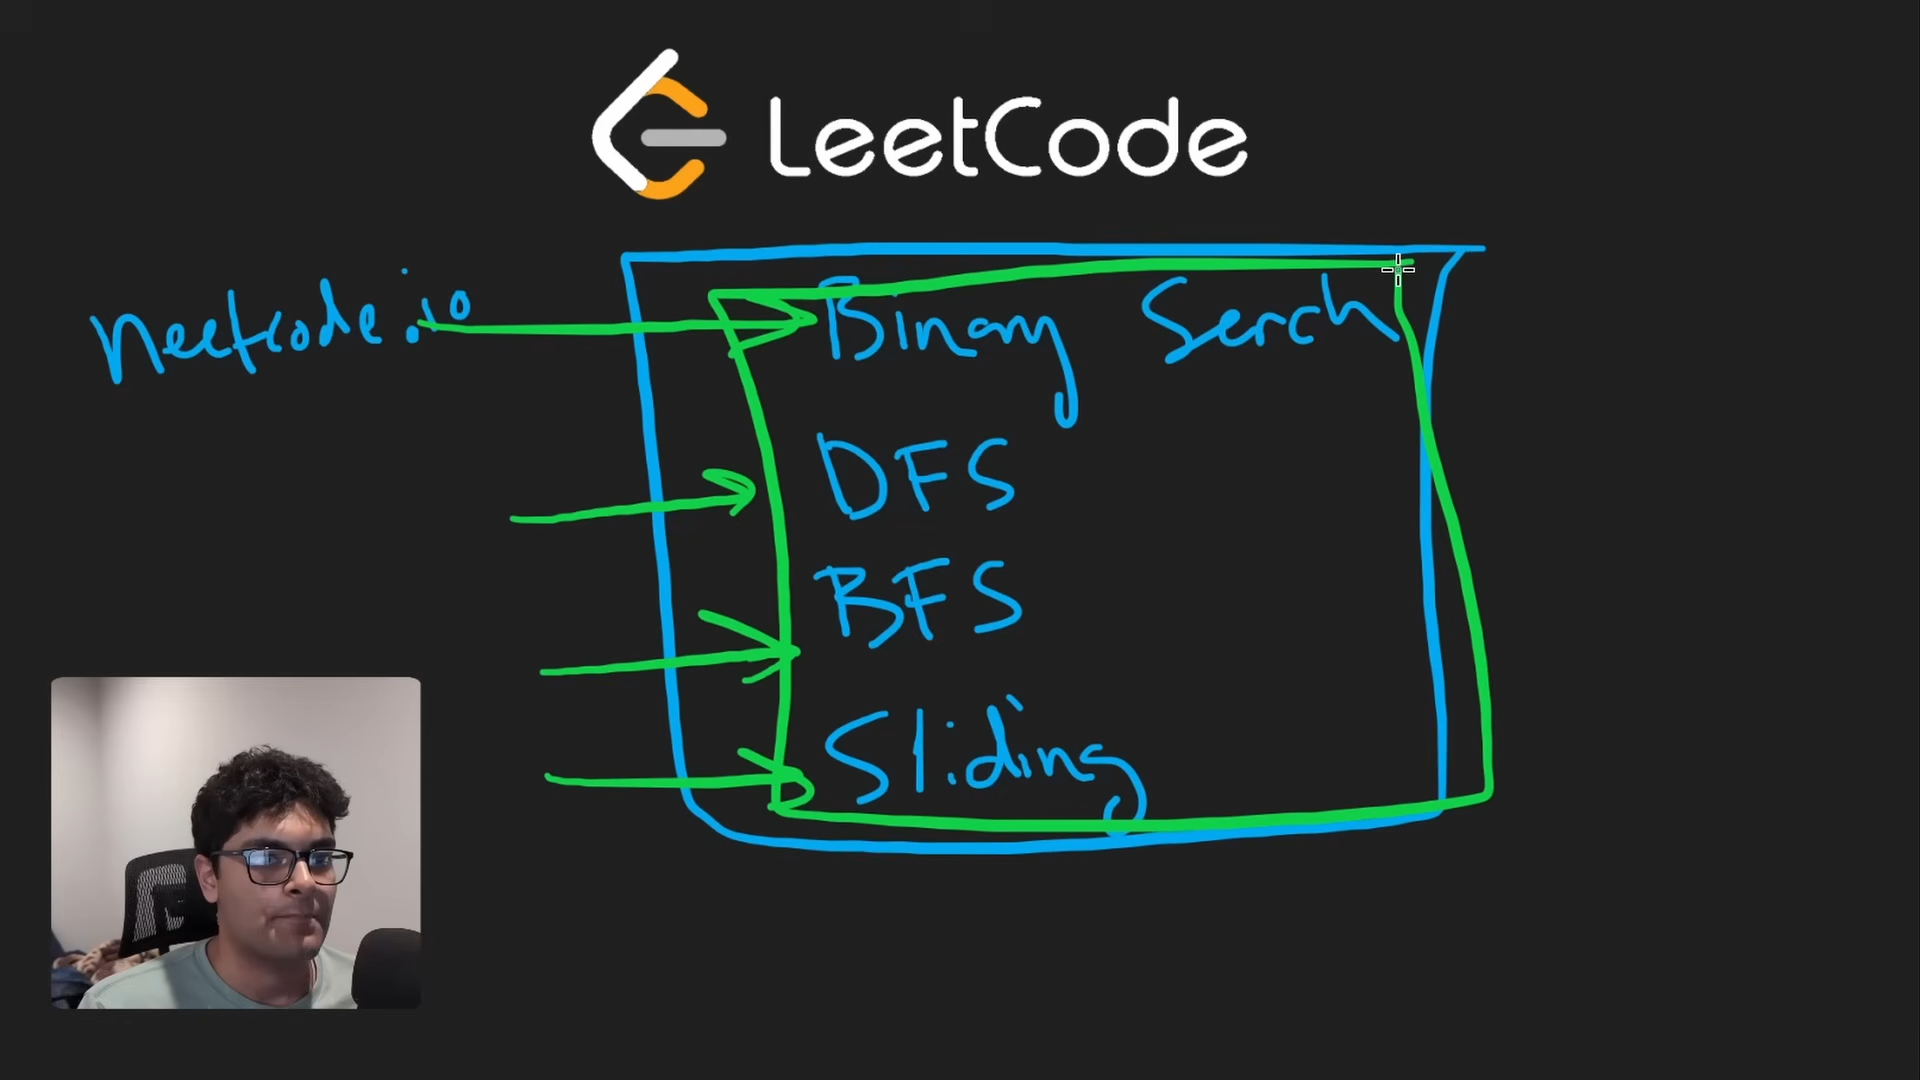 LeetCode
neetcode.io
Binary Serch
DFS
BFS
Sliding